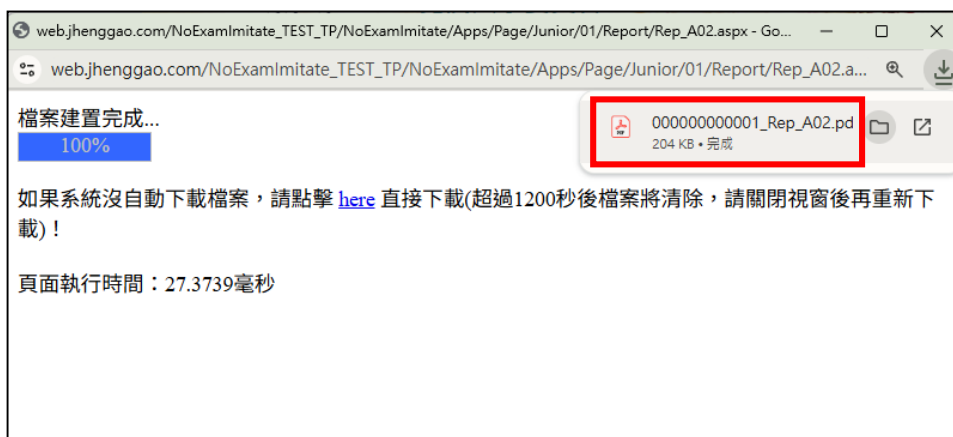 web.jhenggao.com/NoExamImitate_TEST_TP/NoExamImitate/Apps/Page/Junior/01/Report/Rep_A02.aspx - Go...
web.jhenggao.com/NoExamImitate_TEST_TP/NoExamImitate/Apps/Page/Junior/01/Report/Rep_A02.a...
檔案建置完成...
100%
000000000001_Rep_A02.pd
204 KB • 完成
如果系統沒自動下載檔案，請點擊 here 直接下載(超過1200秒後檔案將清除，請關閉視窗後再重新下
載)！
頁面執行時間：27.3739毫秒